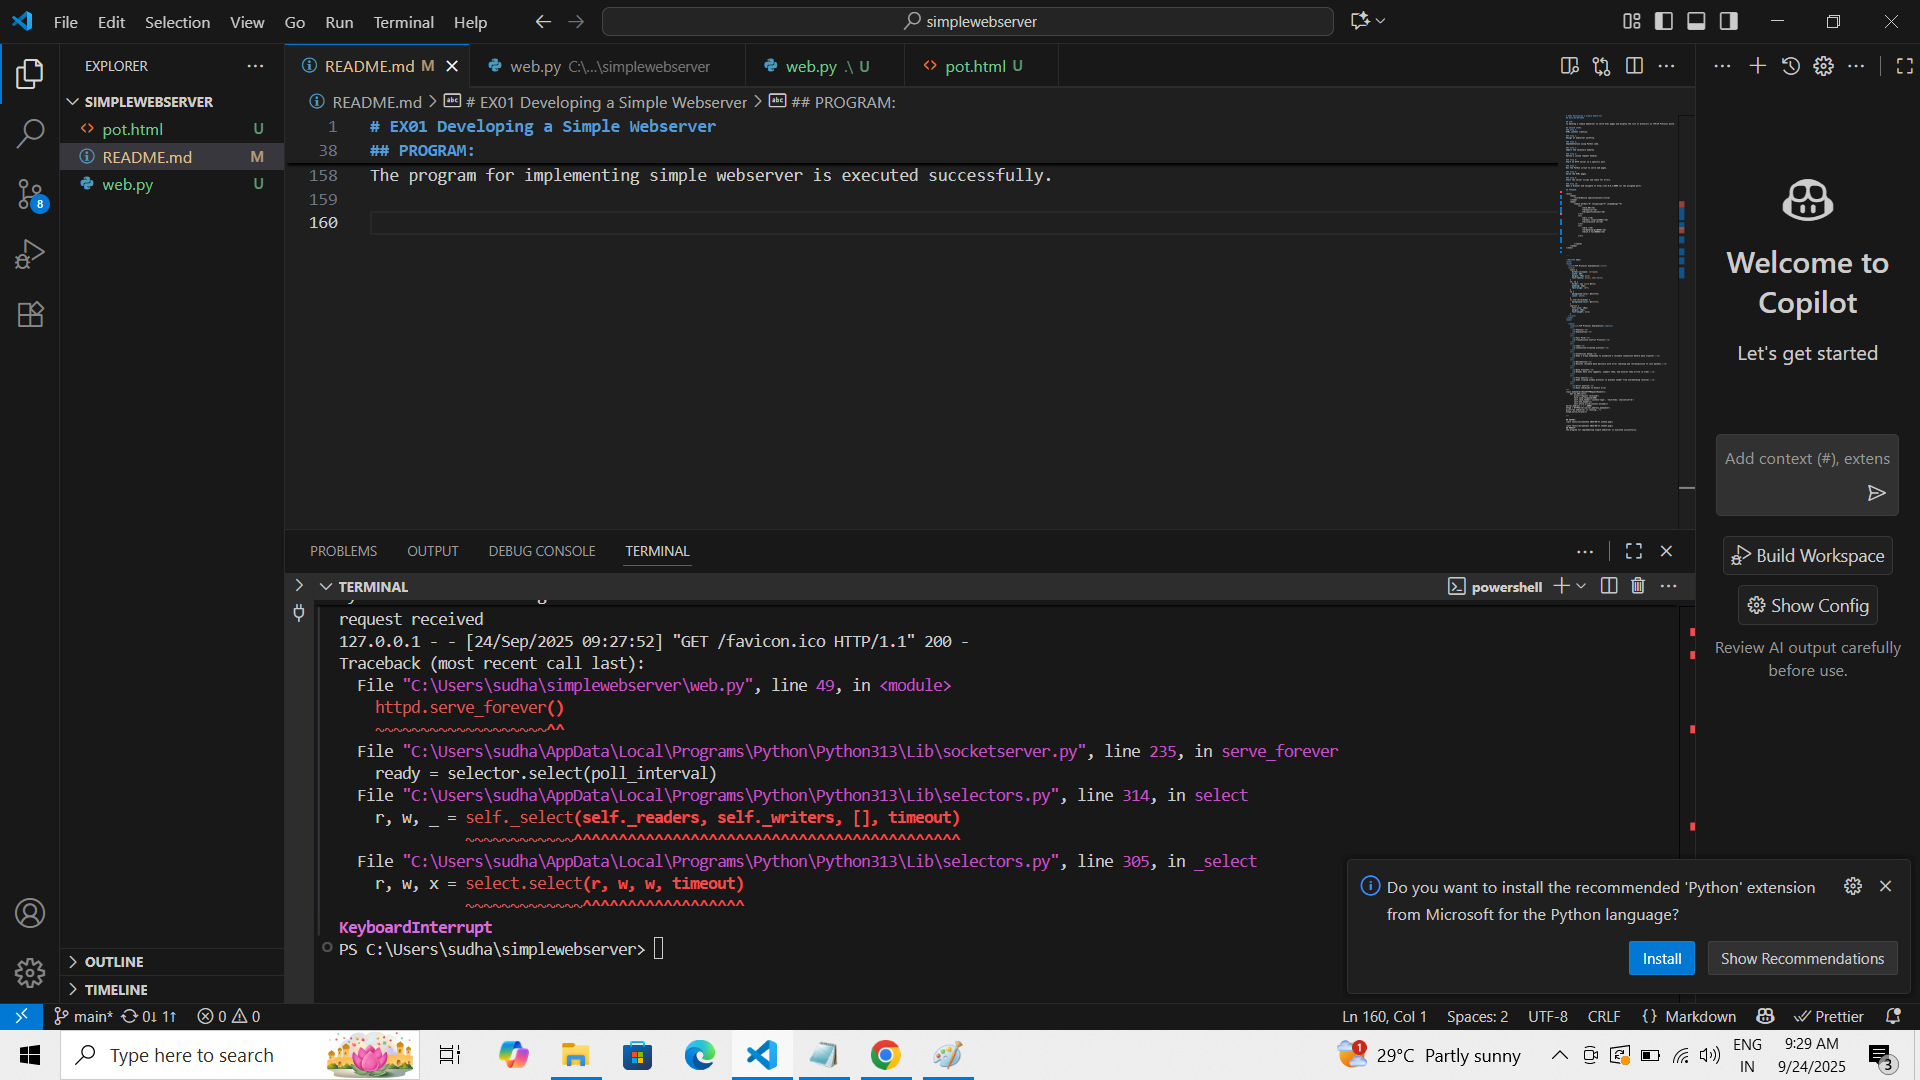 File Edit Selection View Go Run Terminal Help
simplewebserver
EXPLORER
SIMPLEWEBSERVER
pot.html U
README.md M
web.py U
OUTLINE
TIMELINE
README.md M
web.py C:\...\simplewebserver
web.py .\ U
pot.html U
README.md > # EX01 Developing a Simple Webserver > ## PROGRAM:
1 # EX01 Developing a Simple Webserver
38 ## PROGRAM:
158 The program for implementing simple webserver is executed successfully.
159
160
PROBLEMS OUTPUT DEBUG CONSOLE TERMINAL
TERMINAL
powershell
request received
127.0.0.1 - - [24/Sep/2025 09:27:52] "GET /favicon.ico HTTP/1.1" 200 -
Traceback (most recent call last):
File "C:\Users\sudha\simplewebserver\web.py", line 49, in <module>
httpd.serve_forever()
~~~~~~~~~~~~~~~~~~~^^
File "C:\Users\sudha\AppData\Local\Programs\Python\Python313\Lib\socketserver.py", line 235, in serve_forever
ready = selector.select(poll_interval)
File "C:\Users\sudha\AppData\Local\Programs\Python\Python313\Lib\selectors.py", line 314, in select
r, w, _ = self._select(self._readers, self._writers, [], timeout)
~~~~~~~~~~~~^^^^^^^^^^^^^^^^^^^^^^^^^^^^^^^^^^^^^^^^^^^
File "C:\Users\sudha\AppData\Local\Programs\Python\Python313\Lib\selectors.py", line 305, in _select
r, w, x = select.select(r, w, w, timeout)
~~~~~~~~~~~~~^^^^^^^^^^^^^^^^^^
KeyboardInterrupt
PS C:\Users\sudha\simplewebserver>
Welcome to
Copilot
Let's get started
Add context (#), extens
Build Workspace
Show Config
Review AI output carefully
before use.
Do you want to install the recommended 'Python' extension
from Microsoft for the Python language?
Install
Show Recommendations
8
main* 0↓ 1↑ 0 0
Ln 160, Col 1 Spaces: 2 UTF-8 CRLF {} Markdown Prettier
Type here to search
1
29°C Partly sunny
ENG
IN
9:29 AM
9/24/2025
3